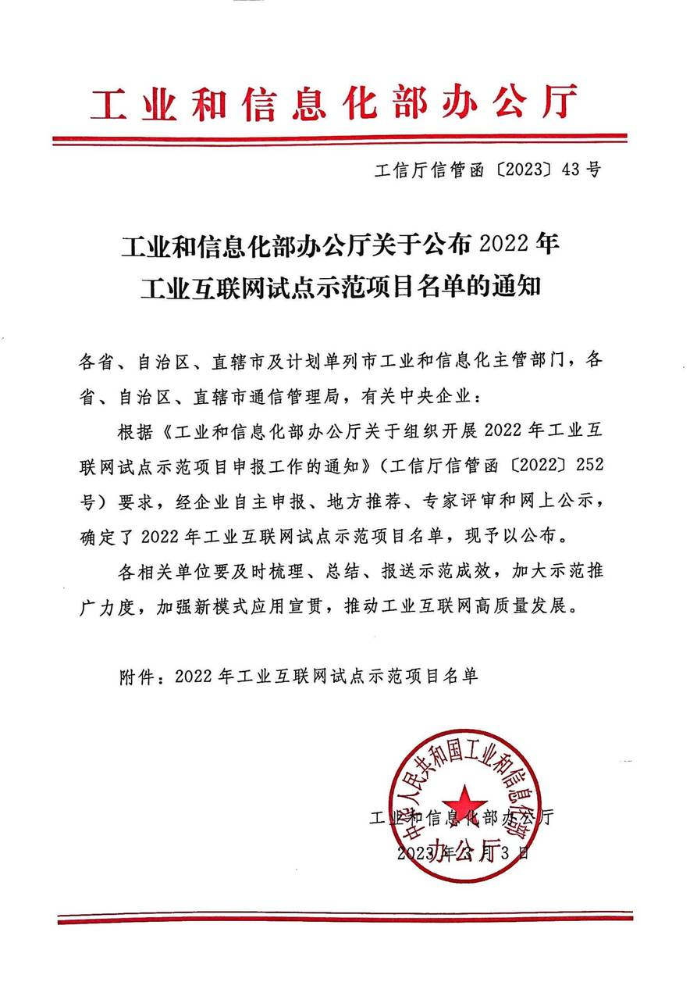 工业和信息化部办公厅
工信厅信管函〔2023〕43号
工业和信息化部办公厅关于公布2022年
工业互联网试点示范项目名单的通知
各省、自治区、直辖市及计划单列市工业和信息化主管部门，各
省、自治区、直辖市通信管理局，有关中央企业：
根据《工业和信息化部办公厅关于组织开展2022年工业互
联网试点示范项目申报工作的通知》（工信厅信管函〔2022〕252
号）要求，经企业自主申报、地方推荐、专家评审和网上公示，
确定了2022年工业互联网试点示范项目名单，现予以公布。
各相关单位要及时梳理、总结、报送示范成效，加大示范推
广力度，加强新模式应用宣贯，推动工业互联网高质量发展。
附件：2022年工业互联网试点示范项目名单
中华人民共和国工业和信息化部
工业和信息化部办公厅
办公厅
2023年3月3日